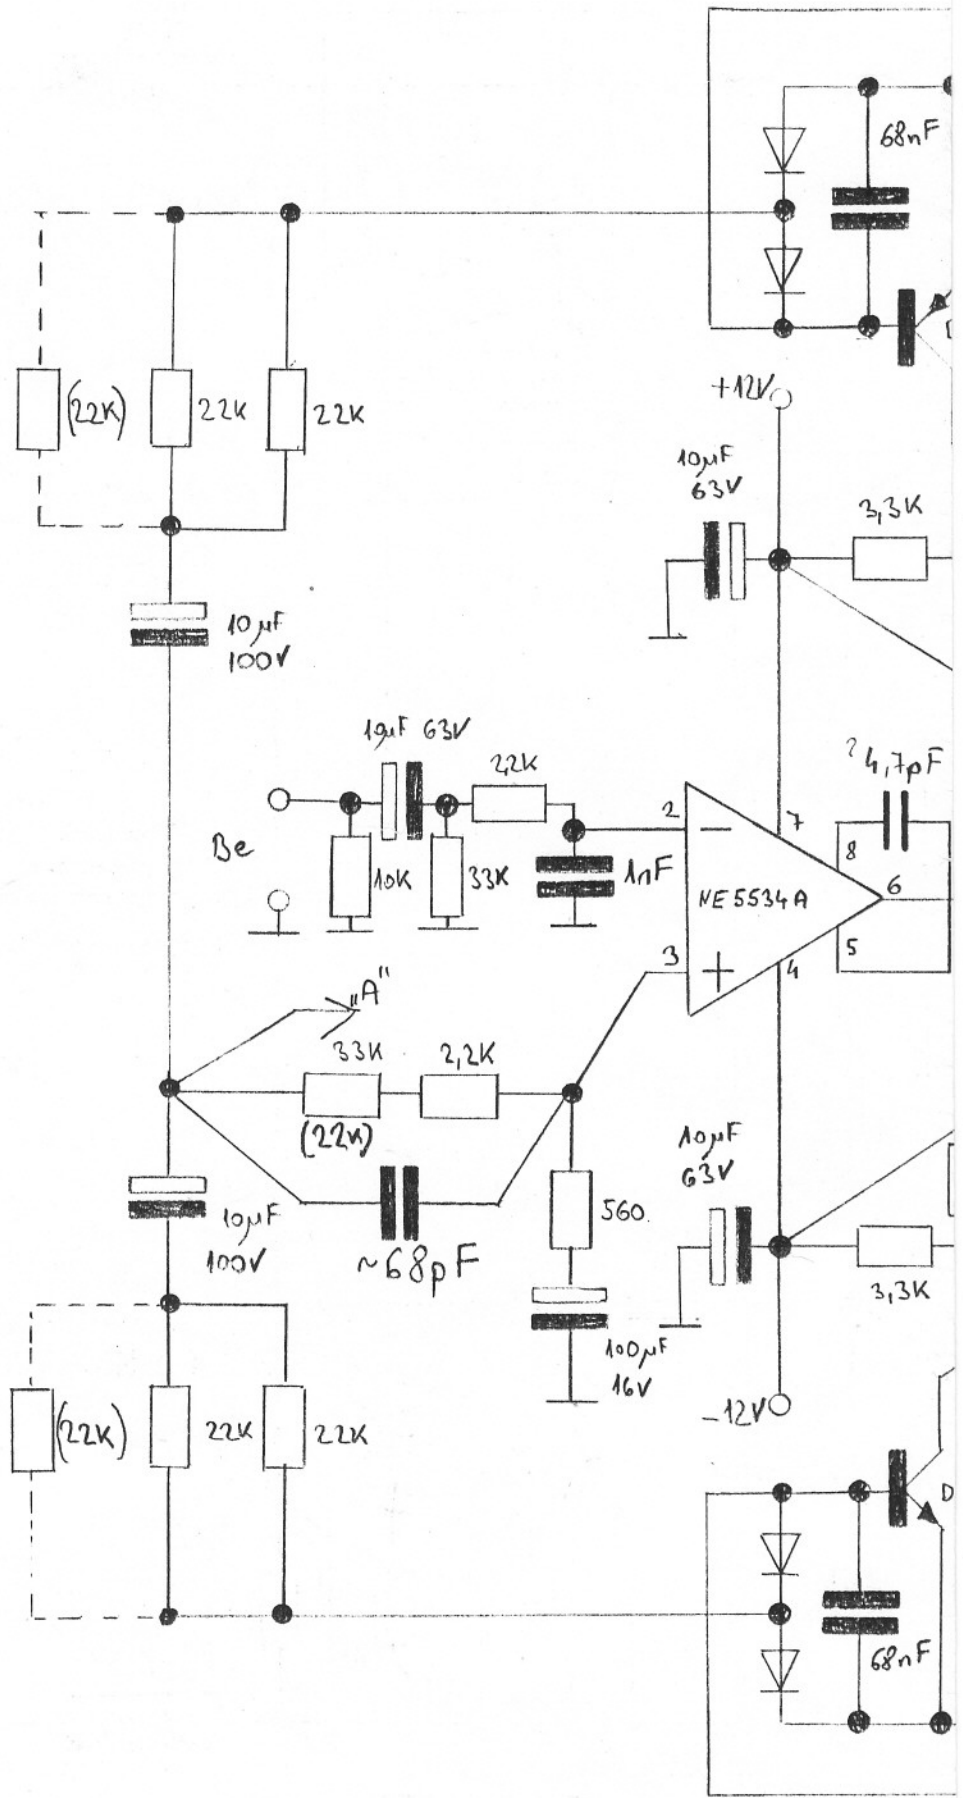 68nF
(22K)
22K
22K
+12V
10µF
63V
3,3K
10µF
100V
10µF 63V
2,2K
2
7
? 4,7pF
8
Be
10K
33K
1nF
NE5534A
6
5
3
4
"A"
33K
2,2K
(22K)
10µF
63V
560
10µF
100V
~68pF
3,3K
100µF
16V
-12V
(22K)
22K
22K
D
68nF